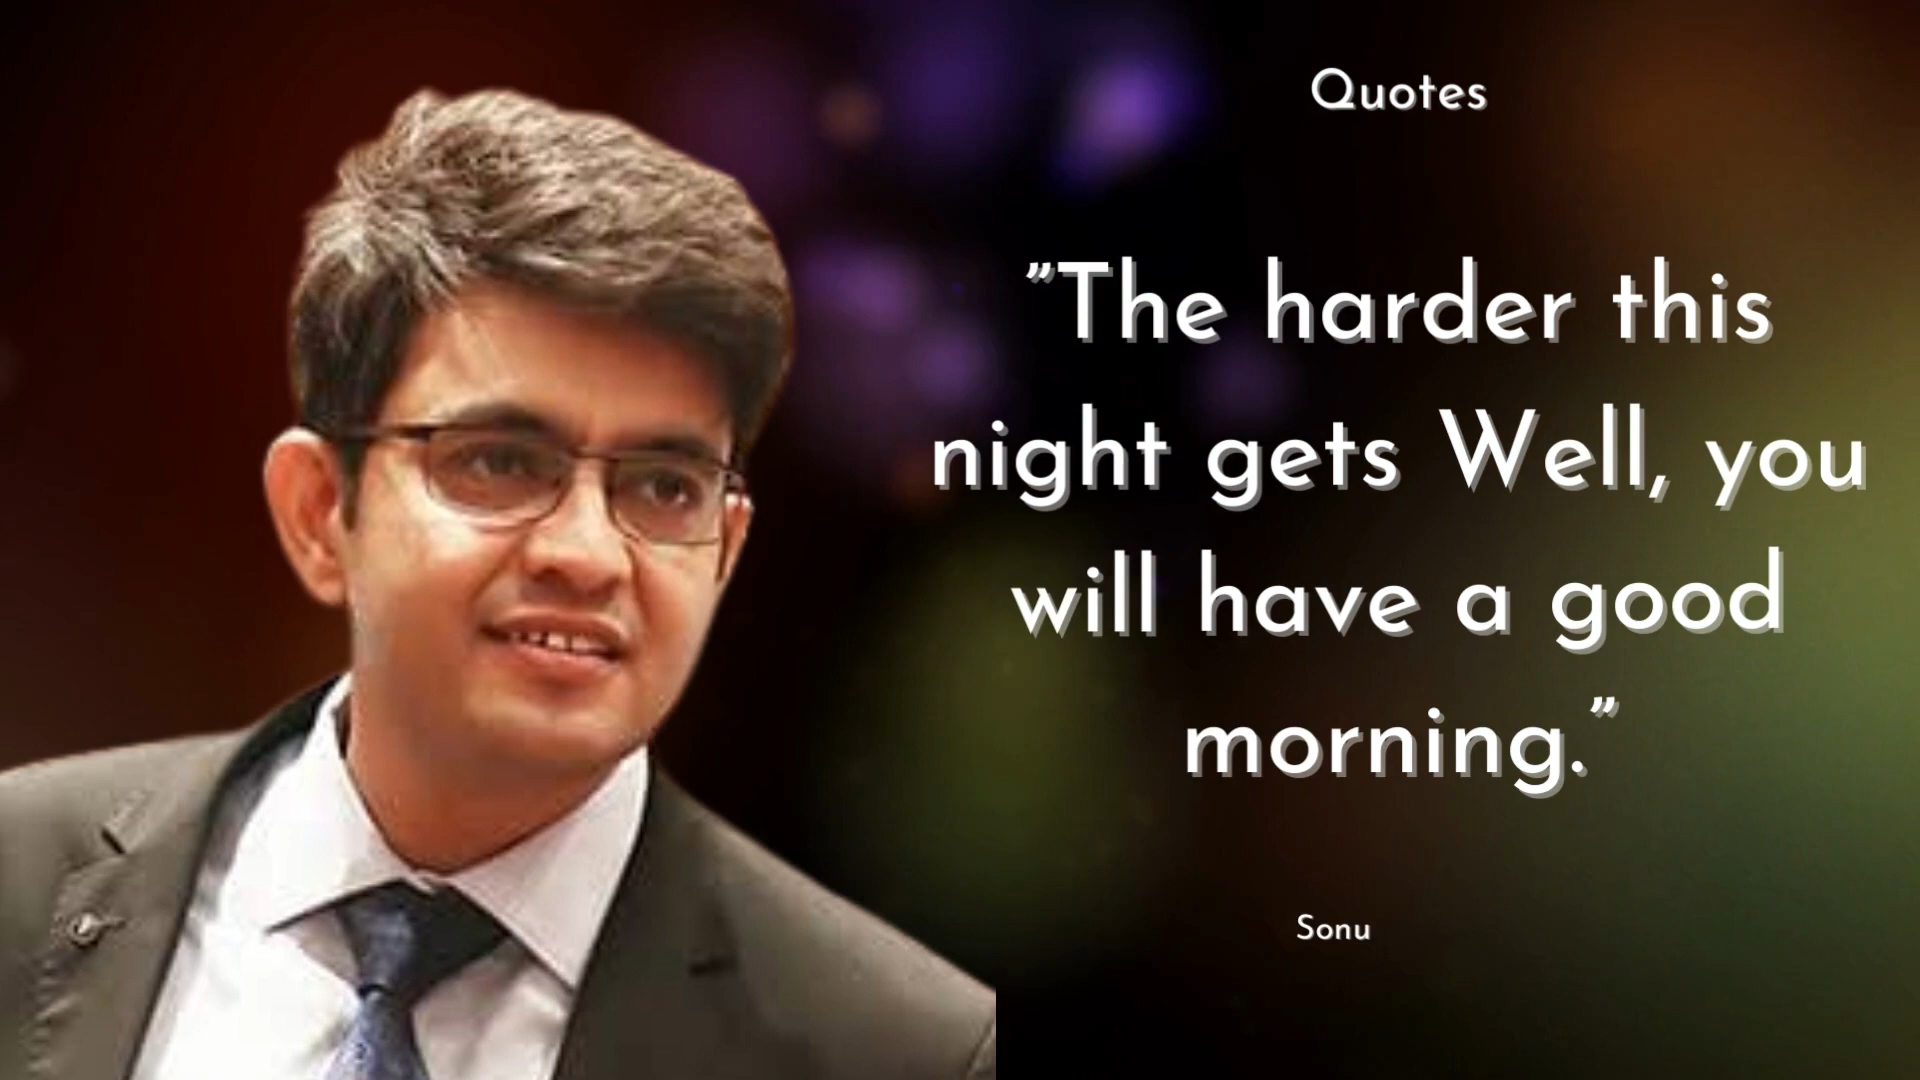 Quotes
"The harder this
night gets Well, you
will have a good
morning."
Sonu